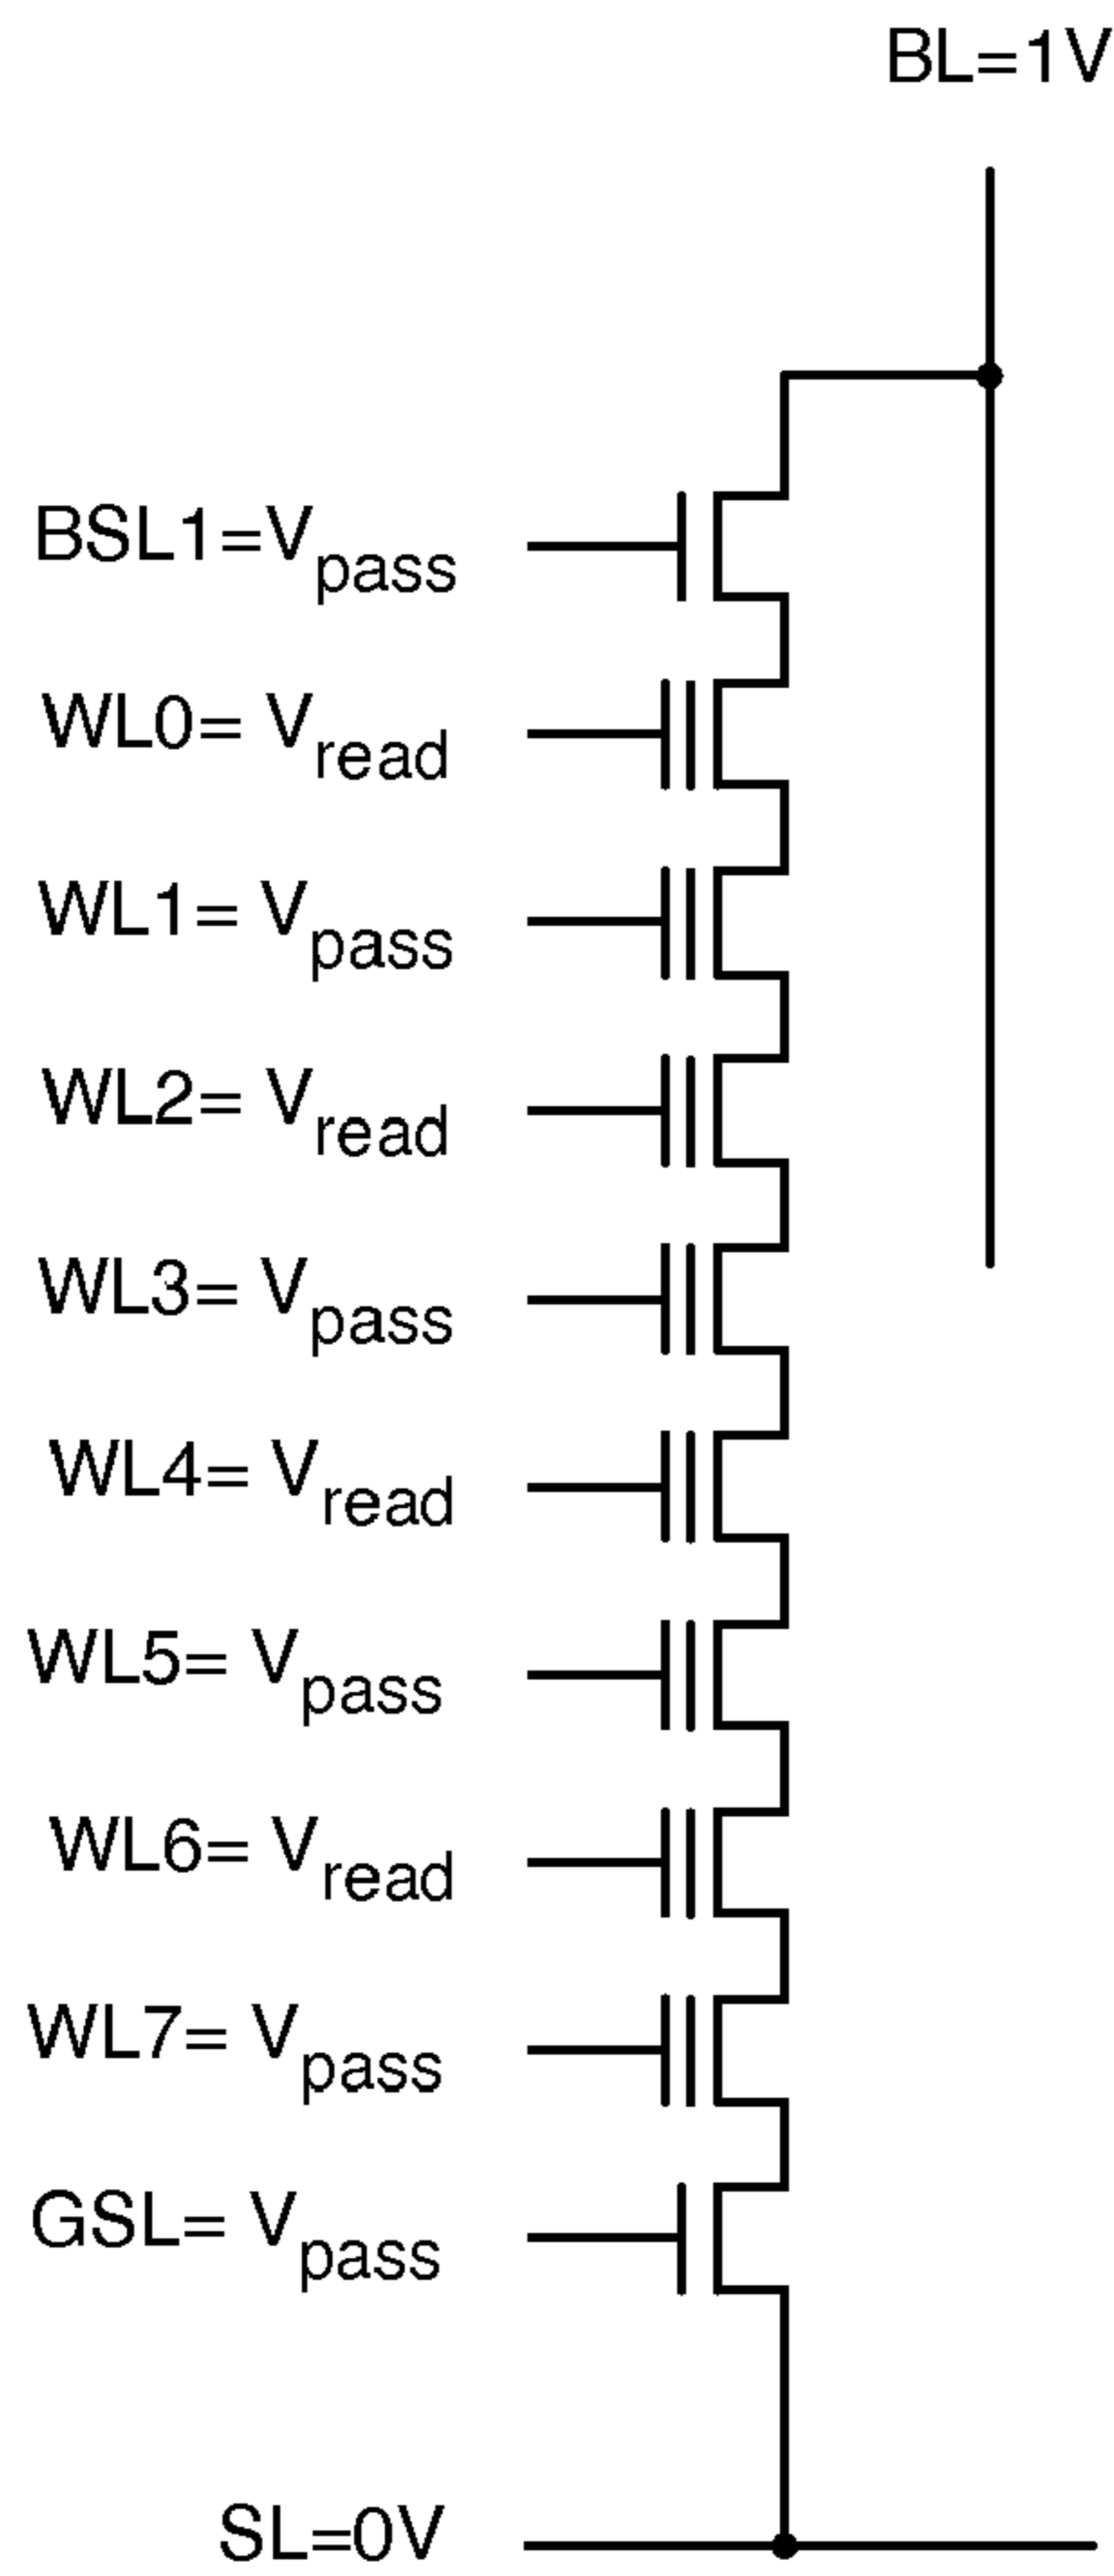 BL=1V
BSL1=Vpass
WL0= Vread
WL1= Vpass
WL2= Vread
WL3= Vpass
WL4= Vread
WL5= Vpass
WL6= Vread
WL7= Vpass
GSL= Vpass
SL=0V